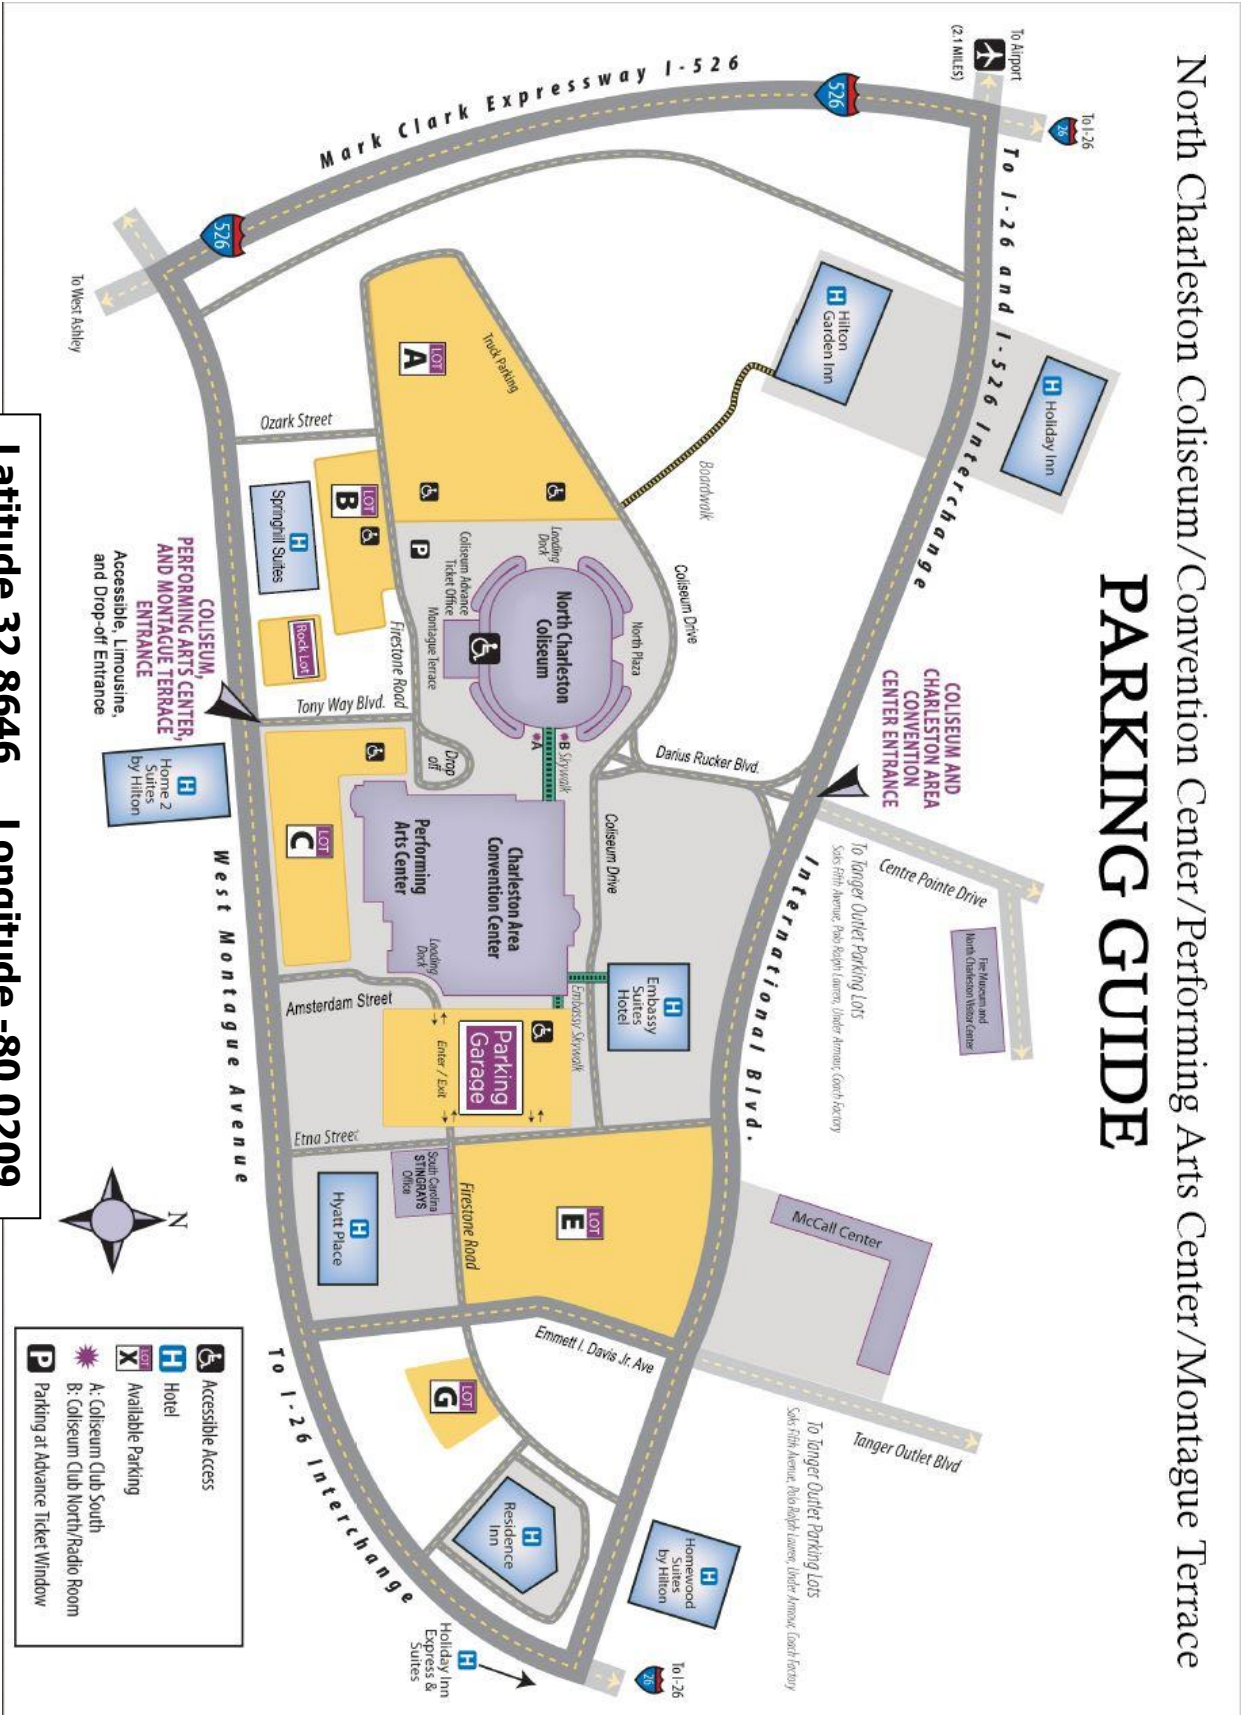 North Charleston Coliseum/Convention Center/Performing Arts Center/Montague Terrace
PARKING GUIDE
To Airport
(2.1 MILES)
To I-26
26
To I-26 and I-526 Interchange
526
Mark Clark Expressway I-526
526
To West Ashley
H
Holiday Inn
H
Hilton
Garden Inn
Boardwalk
COLISEUM AND
CHARLESTON AREA
CONVENTION
CENTER ENTRANCE
Centre Pointe Drive
Fire Museum and
North Charleston Visitor Center
To Tanger Outlet Parking Lots
Saks Fifth Avenue, Polo Ralph Lauren, Under Armour, Coach Factory
International Blvd.
McCall Center
Tanger Outlet Blvd
To Tanger Outlet Parking Lots
Saks Fifth Avenue, Polo Ralph Lauren, Under Armour, Coach Factory
H
Homewood
Suites
by Hilton
To I-26
26
Coliseum Drive
Darius Rucker Blvd.
Coliseum Drive
H
Embassy
Suites
Hotel
Embassy Skywalk
Truck Parking
LOT
A
Loading
Dock
North Plaza
North Charleston
Coliseum
B
A
Skywalk
P
Coliseum Advance
Ticket Office
Montague Terrace
Charleston Area
Convention Center
Performing
Arts Center
Loading
Dock
Drop
off
Parking
Garage
Enter / Exit
LOT
E
Emmett I. Davis Jr. Ave
Firestone Road
South Carolina
STINGRAYS
Office
LOT
G
H
Residence
Inn
Ozark Street
LOT
B
H
Springhill Suites
Rock Lot
Firestone Road
Tony Way Blvd.
LOT
C
Amsterdam Street
Etna Street
H
Hyatt Place
COLISEUM,
PERFORMING ARTS CENTER,
AND MONTAGUE TERRACE
ENTRANCE
Accessible, Limousine,
and Drop-off Entrance
H
Home 2
Suites
by Hilton
West Montague Avenue
To I-26 Interchange
H
Holiday Inn
Express &
Suites
N
Accessible Access
H
Hotel
LOT
X
Available Parking
A: Coliseum Club South
B: Coliseum Club North/Radio Room
P
Parking at Advance Ticket Window
Latitude 32.8646 Longitude -80.0209